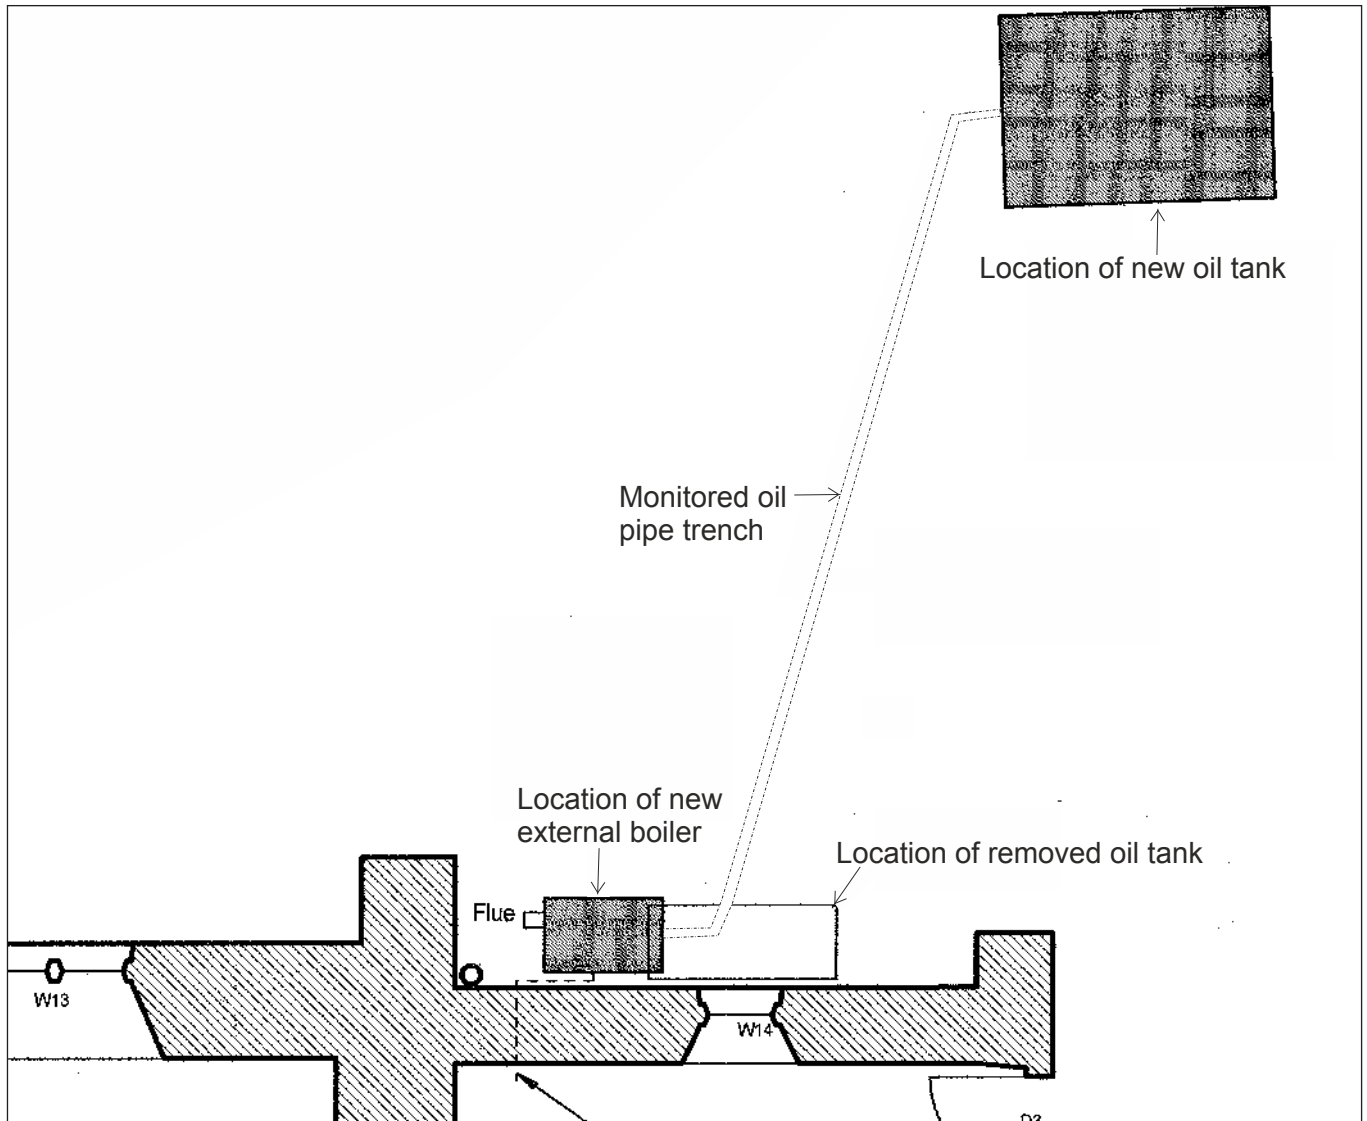 Location of new oil tank
Monitored oil
pipe trench
Location of new
external boiler
Location of removed oil tank
Flue
W13
W14
D3